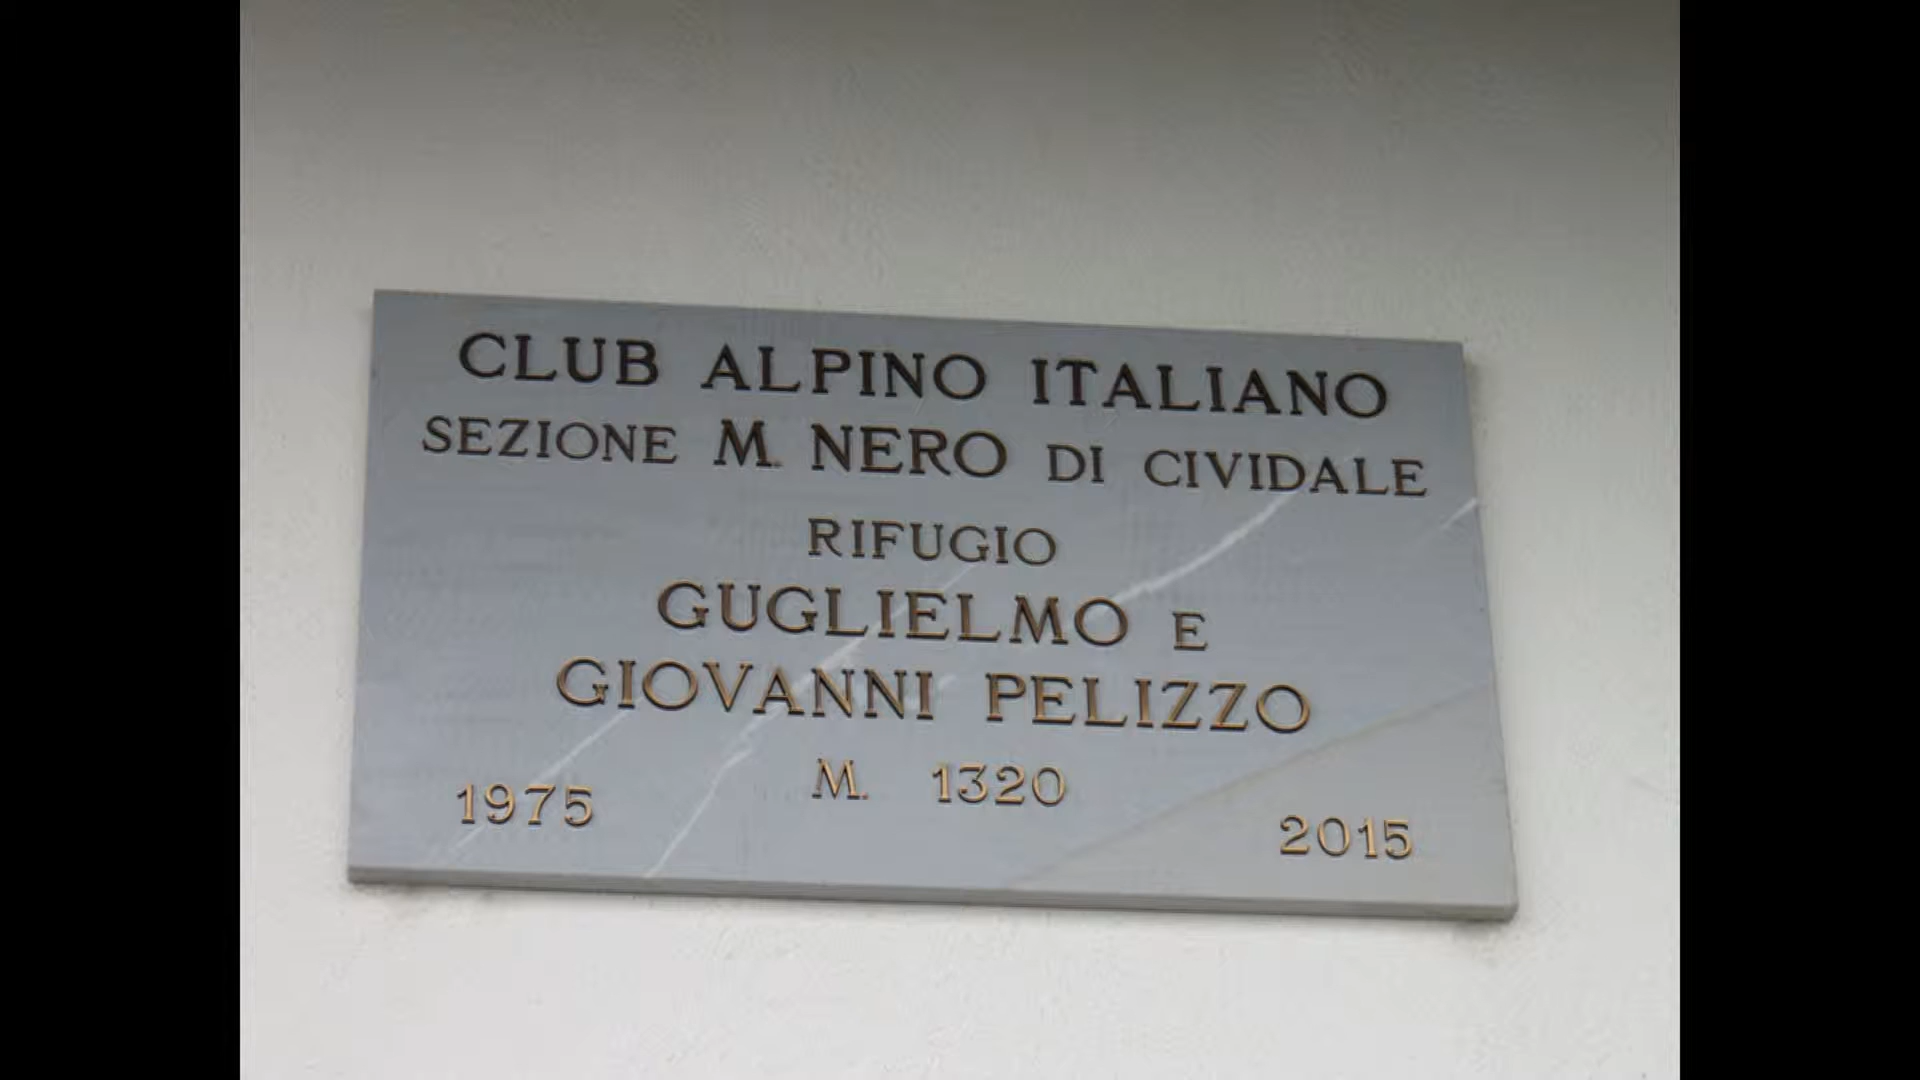 CLUB ALPINO ITALIANO
SEZIONE M. NERO DI CIVIDALE
RIFUGIO
GUGLIELMO E
GIOVANNI PELIZZO
M. 1320
1975 2015